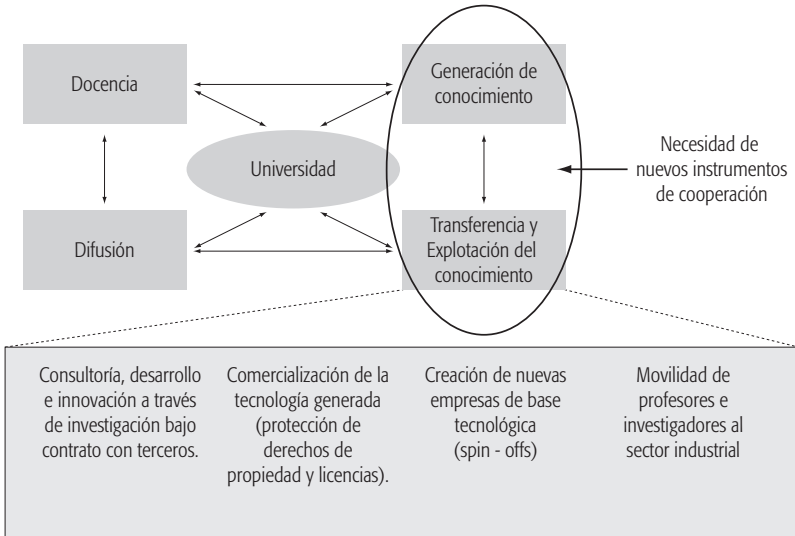 Docencia
Generación de
conocimiento
Universidad
Necesidad de
nuevos instrumentos
de cooperación
Difusión
Transferencia y
Explotación del
conocimiento
Consultoría, desarrollo
e innovación a través
de investigación bajo
contrato con terceros.
Comercialización de la
tecnología generada
(protección de
derechos de
propiedad y licencias).
Creación de nuevas
empresas de base
tecnológica
(spin - offs)
Movilidad de
profesores e
investigadores al
sector industrial